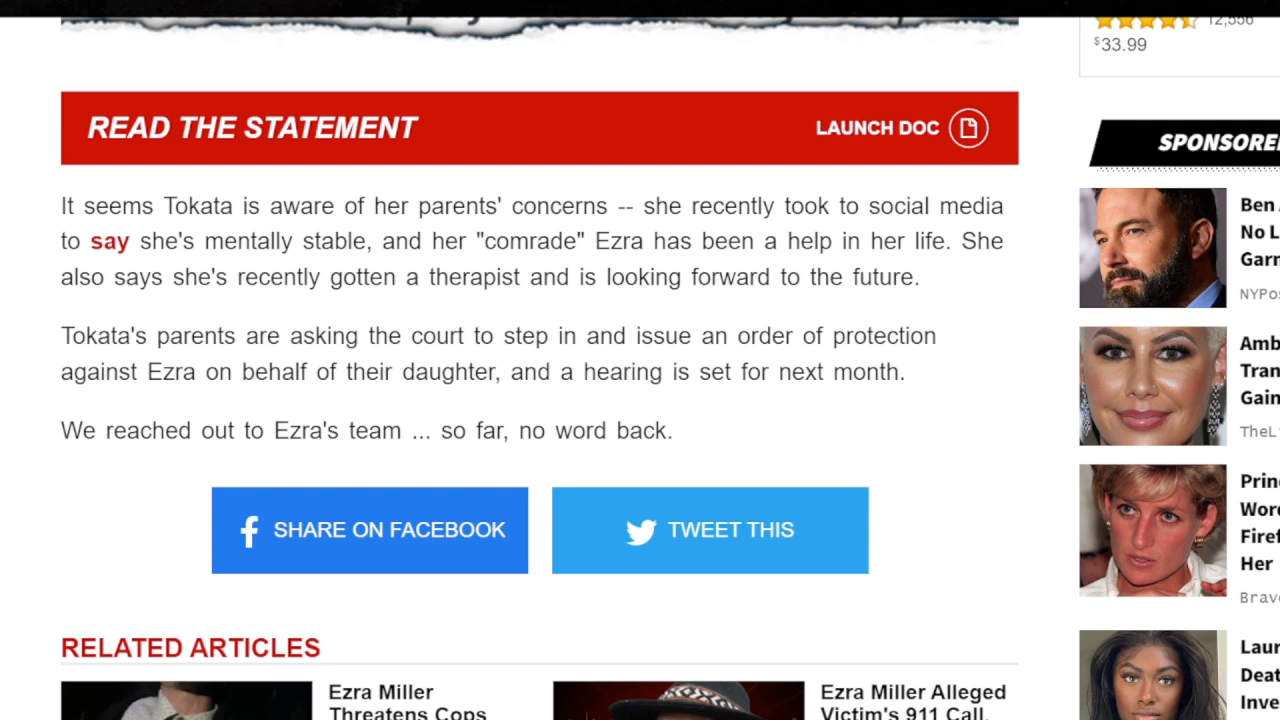 12,556
$33.99
READ THE STATEMENT
LAUNCH DOC
It seems Tokata is aware of her parents' concerns -- she recently took to social media
to say she's mentally stable, and her "comrade" Ezra has been a help in her life. She
also says she's recently gotten a therapist and is looking forward to the future.
Tokata's parents are asking the court to step in and issue an order of protection
against Ezra on behalf of their daughter, and a hearing is set for next month.
We reached out to Ezra's team ... so far, no word back.
SHARE ON FACEBOOK
TWEET THIS
RELATED ARTICLES
Ezra Miller
Threatens Cops
Ezra Miller Alleged
Victim's 911 Call,
SPONSORE
Ben
No L
Garn
NYPos
Amb
Tran
Gain
TheL
Prin
Word
Firef
Her
Brav
Laur
Deat
Inve